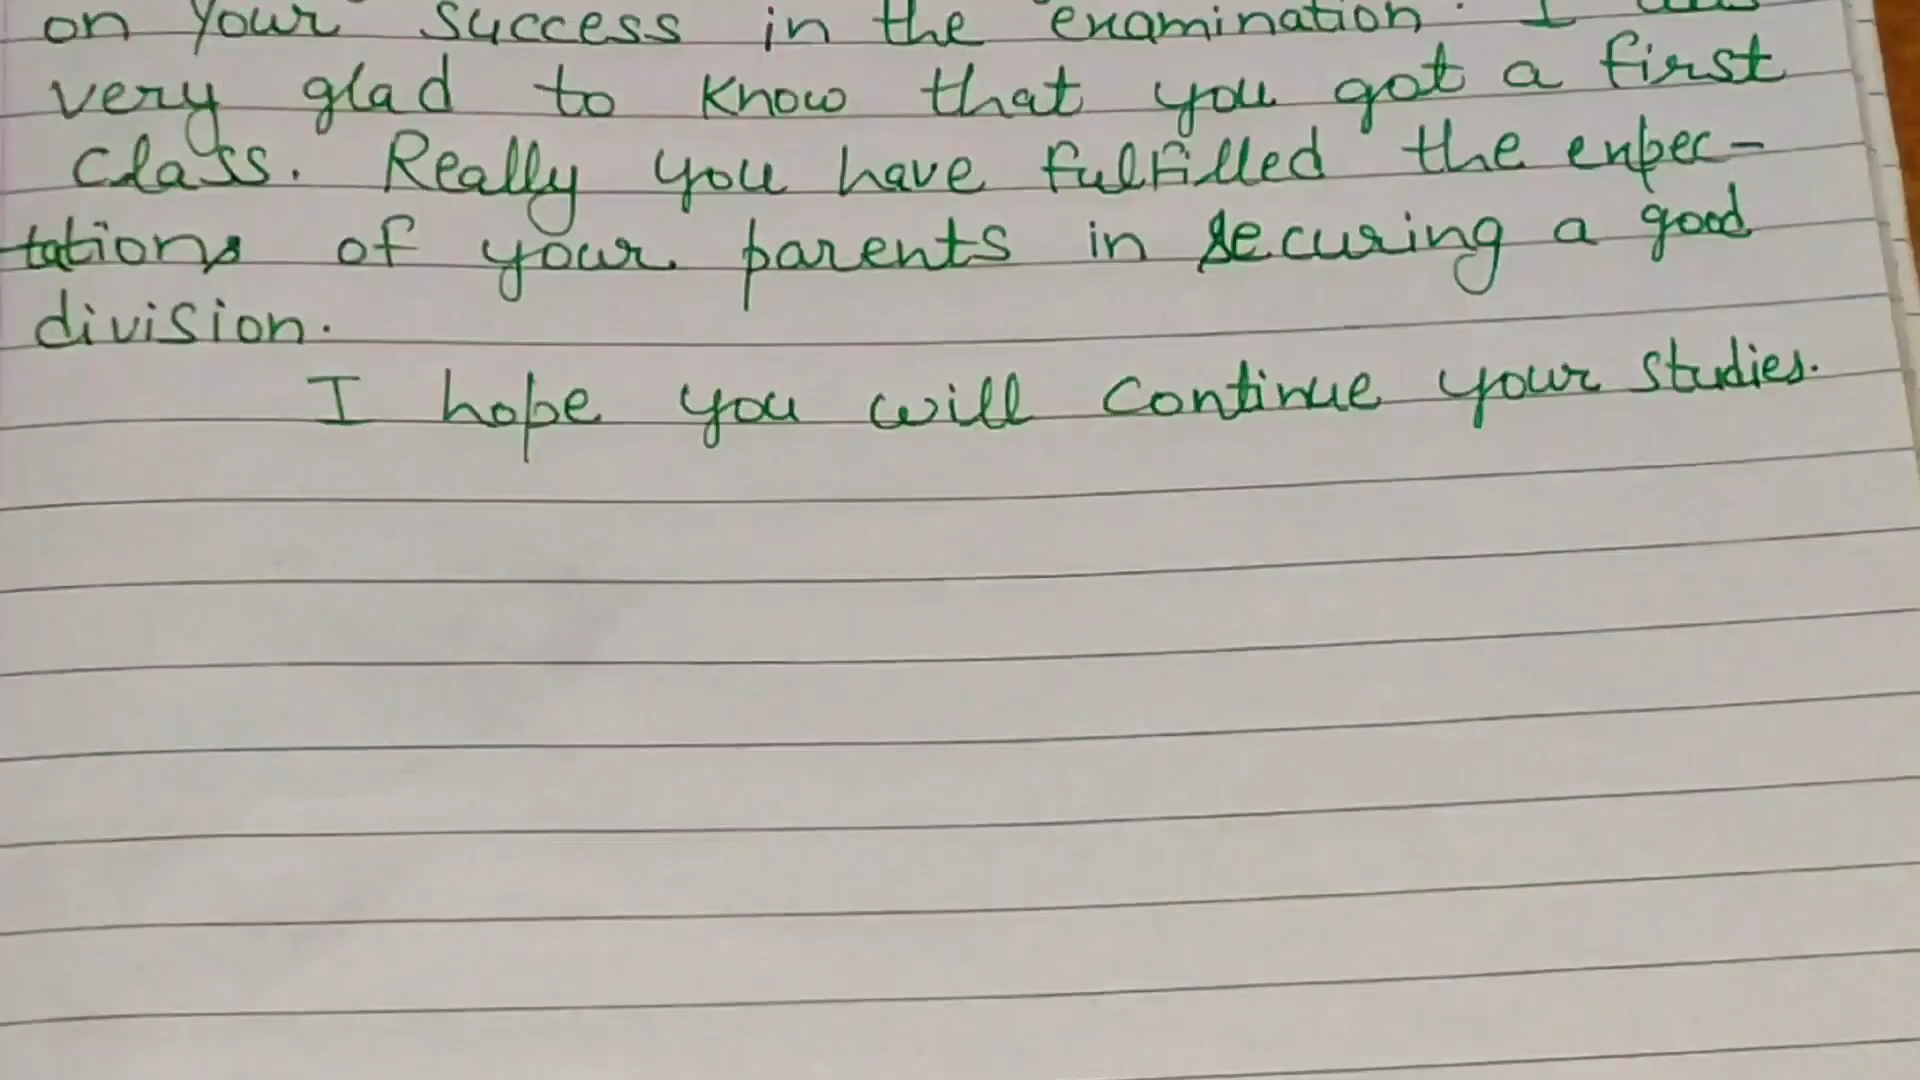 on your success in the examination. I
very glad to know that you got a first
class. Really you have fulfilled the expec-
tations of your parents in securing a good
division.
I hope you will continue your studies.